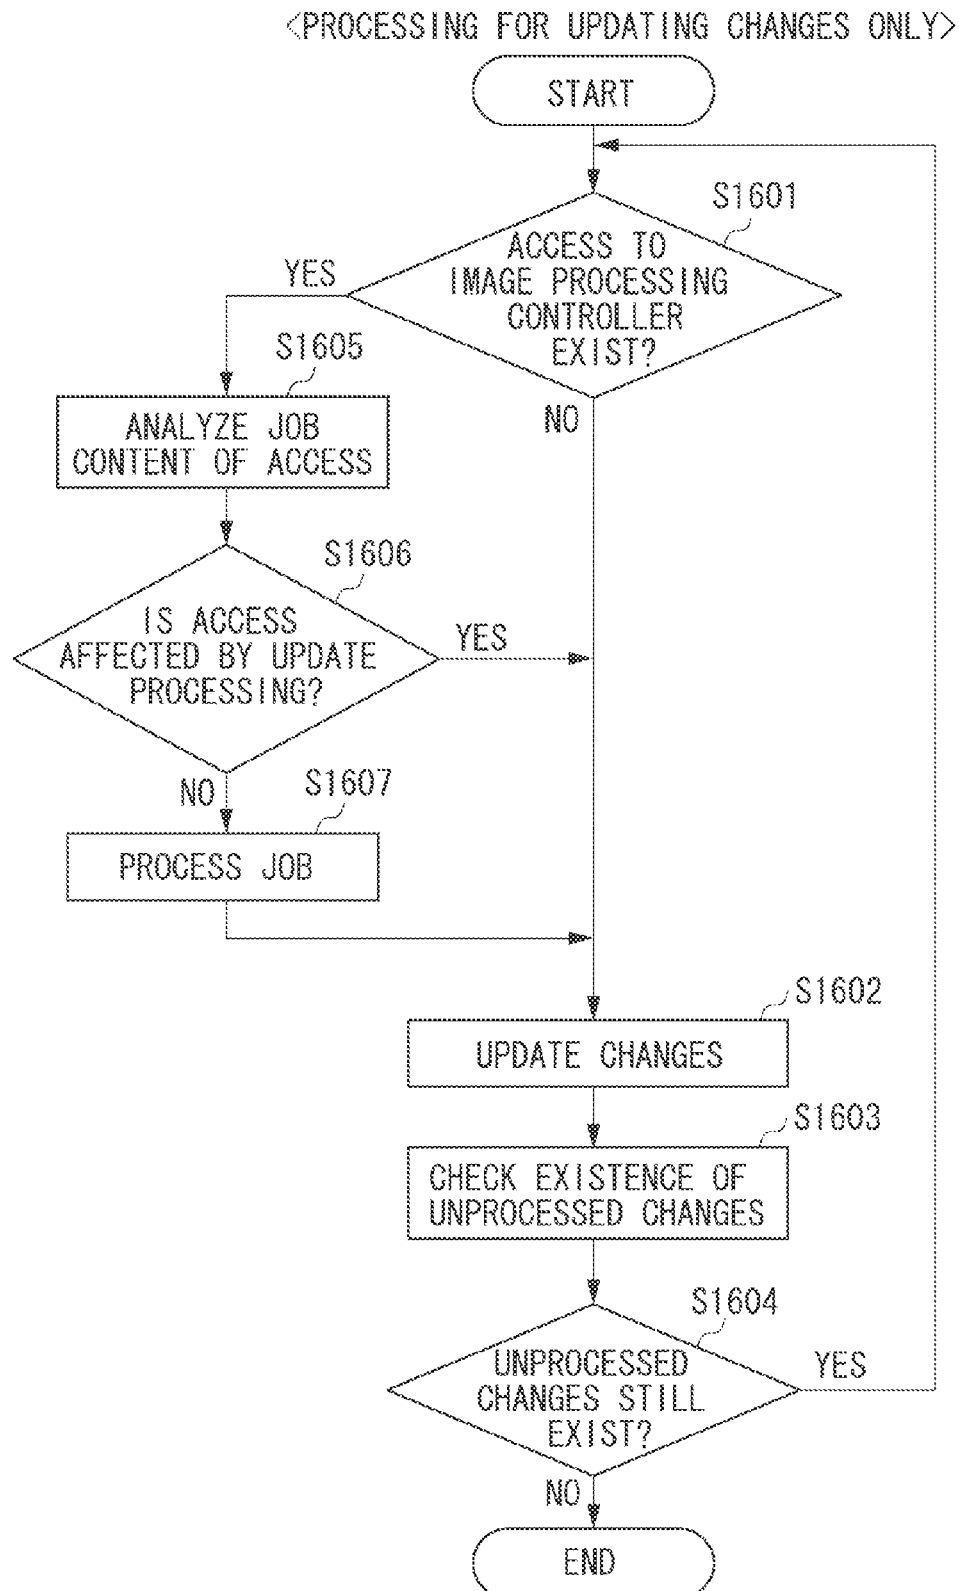 <PROCESSING FOR UPDATING CHANGES ONLY>
START
S1601
ACCESS TO
IMAGE PROCESSING
CONTROLLER
EXIST?
YES
NO
S1605
ANALYZE JOB
CONTENT OF ACCESS
S1606
IS ACCESS
AFFECTED BY UPDATE
PROCESSING?
YES
NO
S1607
PROCESS JOB
S1602
UPDATE CHANGES
S1603
CHECK EXISTENCE OF
UNPROCESSED CHANGES
S1604
UNPROCESSED
CHANGES STILL
EXIST?
YES
NO
END